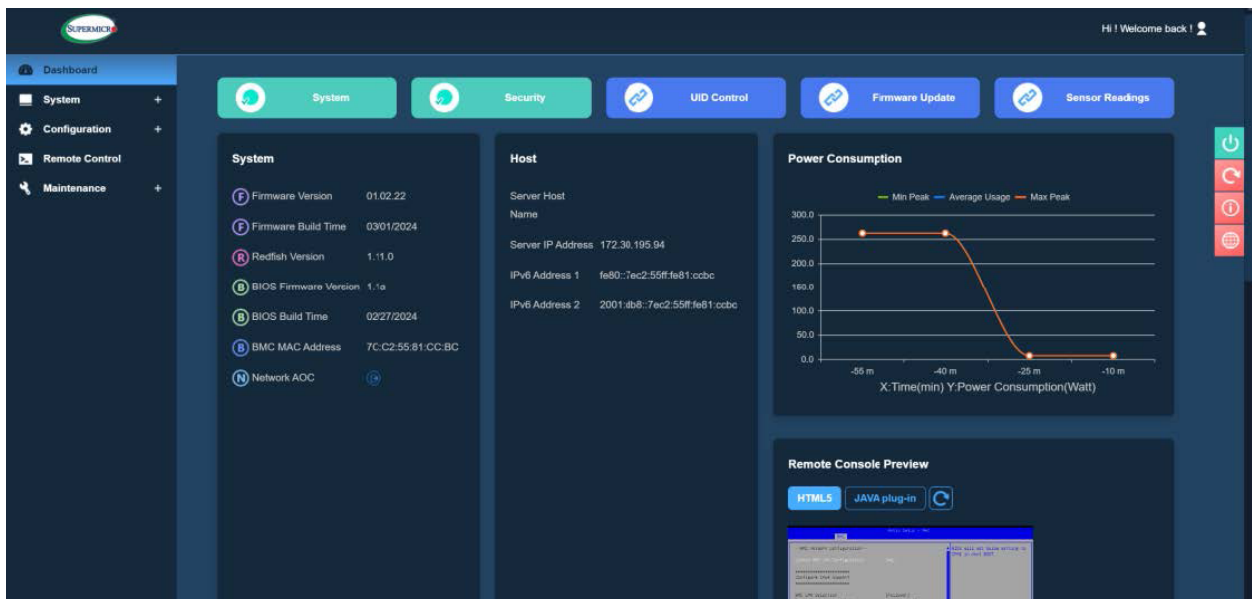 SUPERMICR
Hi ! Welcome back !
Dashboard
System +
Configuration +
Remote Control
Maintenance +
System
Security
UID Control
Firmware Update
Sensor Readings
System
Firmware Version 01.02.22
Firmware Build Time 03/01/2024
Redfish Version 1.11.0
BIOS Firmware Version 1.1a
BIOS Build Time 02/27/2024
BMC MAC Address 7C:C2:55:81:CC:BC
Network AOC
Host
Server Host
Name
Server IP Address 172.30.195.94
IPv6 Address 1 fe80::7ec2:55ff:fe81:ccbc
IPv6 Address 2 2001:db8::7ec2:55ff:fe81:ccbc
Power Consumption
Min Peak Average Usage Max Peak
300.0
250.0
200.0
150.0
100.0
50.0
0.0
-55 m -40 m -25 m -10 m
X:Time(min) Y:Power Consumption(Watt)
Remote Console Preview
HTML5 JAVA plug-in